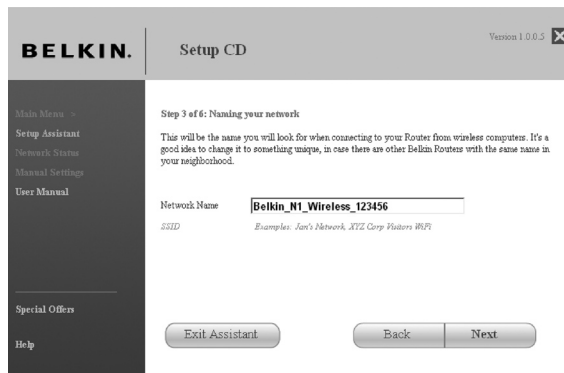 BELKIN.
Setup CD
Version 1.0.0.5
Main Menu >
Setup Assistant
Network Status
Manual Settings
User Manual
Special Offers
Help
Step 3 of 6: Naming your network
This will be the name you will look for when connecting to your Router from wireless computers. It's a
good idea to change it to something unique, in case there are other Belkin Routers with the same name in
your neighborhood.
Network Name
Belkin_N1_Wireless_123456
SSID
Examples: Jan's Network, XYZ Corp Visitors WiFi
Exit Assistant
Back
Next